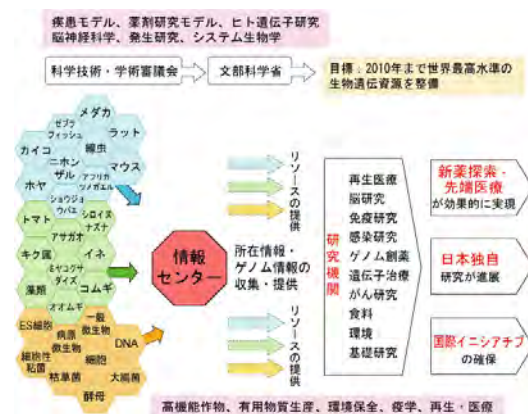 疾患モデル、薬剤研究モデル、ヒト遺伝子研究
脳神経科学、発生研究、システム生物学
科学技術・学術審議会
文部科学省
目標:2010年まで世界最高水準の
生物遺伝資源を整備
メダカ
ゼブラ
フィッシュ
ラット
カイコ
線虫
ニホン
ザル
マウス
ホヤ
アフリカ
ツメガエル
ショウジョ
ウバエ
トマト
シロイヌ
ナズナ
アサガオ
キク属
イネ
ミヤコグサ
ダイズ
藻類
コムギ
オオムギ
ES細胞
一般
微生物
病原
微生物
DNA
細胞性
粘菌
細胞
枯草菌
大腸菌
酵母
情報
センター
リソースの提供
所在情報・
ゲノム情報の
収集・提供
リソースの提供
研究機関
再生医療
脳研究
免疫研究
感染研究
ゲノム創薬
遺伝子治療
がん研究
食料
環境
基礎研究
新薬探索・
先端医療
が効果的に実現
日本独自
研究が進展
国際イニシアチブ
の確保
高機能作物、有用物質生産、環境保全、疫学、再生・医療